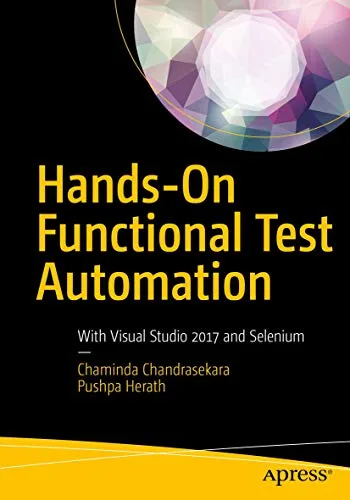 Hands-On
Functional Test
Automation
With Visual Studio 2017 and Selenium
Chaminda Chandrasekara
Pushpa Herath
Apress®